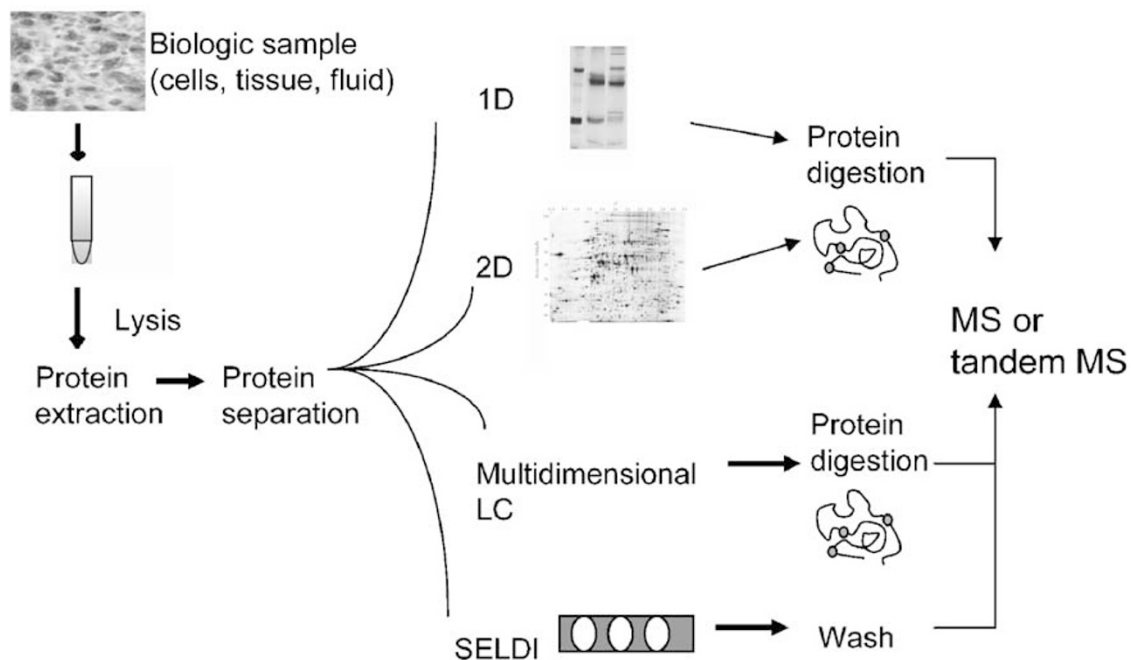 Biologic sample
(cells, tissue, fluid)
Lysis
Protein
extraction
Protein
separation
1D
2D
Multidimensional
LC
SELDI
Protein
digestion
Protein
digestion
Wash
MS or
tandem MS